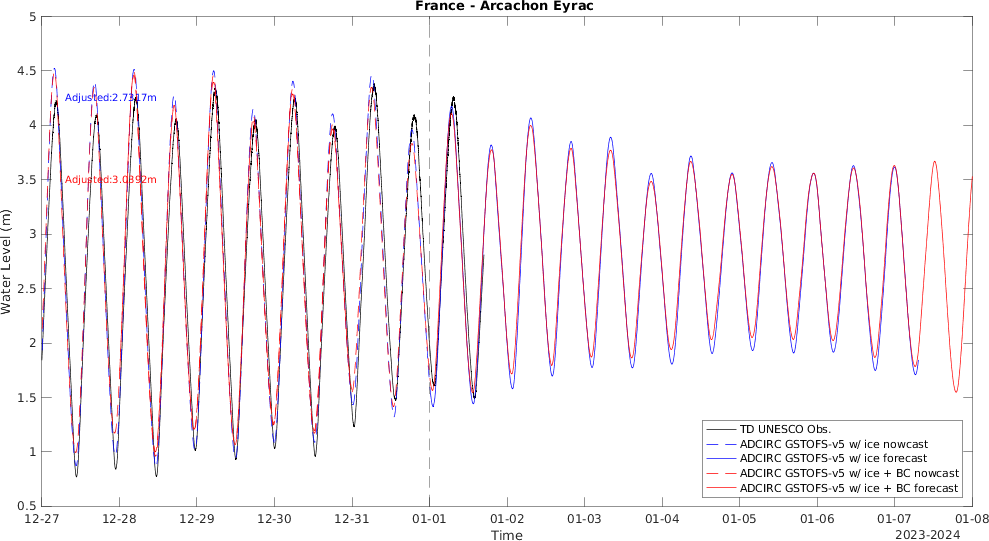 France - Arcachon Eyrac
5
4.5
4
3.5
3
2.5
2
1.5
1
0.5
Water Level (m)
Adjusted:2.7317m
Adjusted:3.0392m
TD UNESCO Obs.
ADCIRC GSTOFS-v5 w/ ice nowcast
ADCIRC GSTOFS-v5 w/ ice forecast
ADCIRC GSTOFS-v5 w/ ice + BC nowcast
ADCIRC GSTOFS-v5 w/ ice + BC forecast
12-27 12-28 12-29 12-30 12-31 01-01 01-02 01-03 01-04 01-05 01-06 01-07 01-08
Time
2023-2024